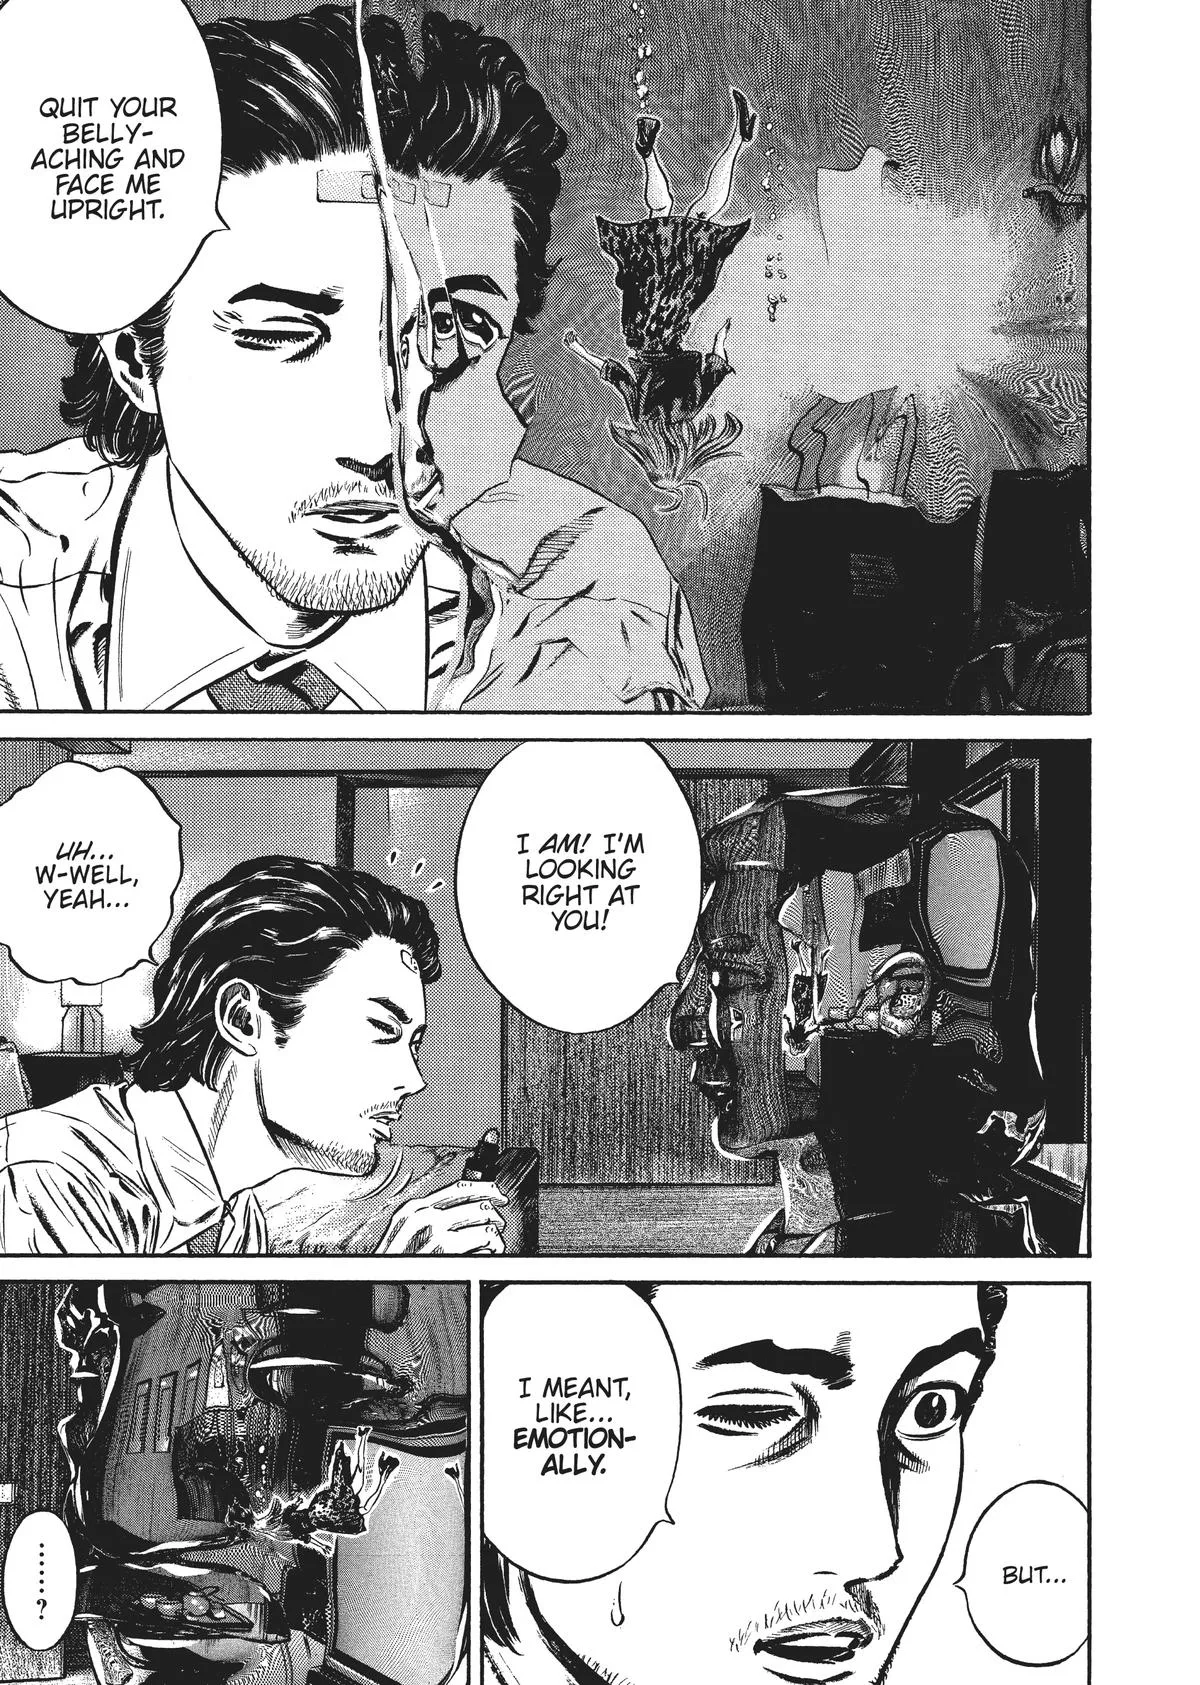 QUIT YOUR
BELLY-
ACHING AND
FACE ME
UPRIGHT.
I AM! I'M
LOOKING
RIGHT AT
YOU!
UH...
W-WELL,
YEAH...
BUT...
I MEANT,
LIKE...
EMOTION-
ALLY.
......?